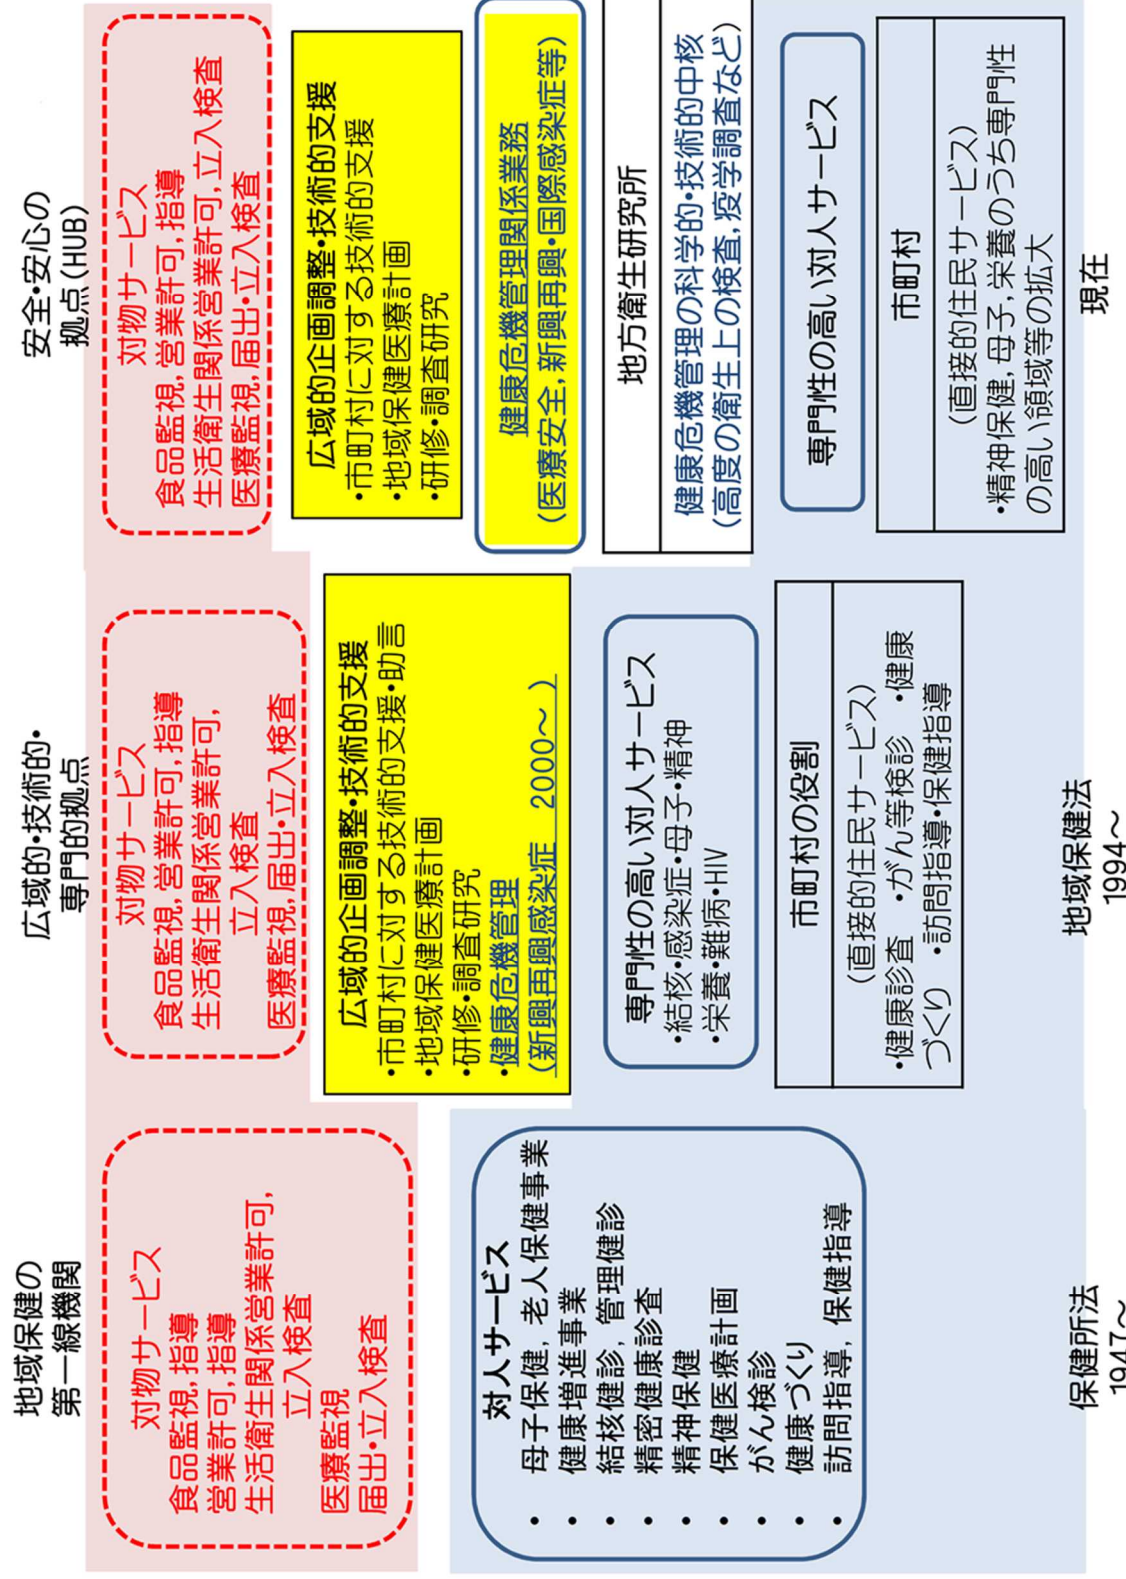 地域保健の
第一線機関
対物サービス
食品監視,指導
営業許可,指導
生活衛生関係営業許可,
立入検査
医療監視
届出・立入検査
対人サービス
・ 母子保健, 老人保健事業
・ 健康増進事業
・ 結核健診, 管理健診
・ 精密健康診査
・ 精神保健
・ 保健医療計画
・ がん検診
・ 健康づくり
・ 訪問指導, 保健指導
保健所法
1947～
広域的・技術的・
専門的拠点
対物サービス
食品監視,営業許可,指導
生活衛生関係営業許可,
立入検査
医療監視,届出・立入検査
広域的企画調整・技術的支援
・市町村に対する技術的支援・助言
・地域保健医療計画
・研修・調査研究
・健康危機管理
(新興再興感染症 2000～ )
専門性の高い対人サービス
・結核・感染症・母子・精神
・栄養・難病・HIV
市町村の役割
(直接的住民サービス)
・健康診査 ・がん等検診 ・健康
づくり ・訪問指導・保健指導
地域保健法
1994～
安全・安心の
拠点(HUB)
対物サービス
食品監視,営業許可,指導
生活衛生関係営業許可,立入検査
医療監視,届出・立入検査
広域的企画調整・技術的支援
・市町村に対する技術的支援
・地域保健医療計画
・研修・調査研究
健康危機管理関係業務
(医療安全,新興再興・国際感染症等)
地方衛生研究所
健康危機管理の科学的・技術的中核
(高度の衛生上の検査,疫学調査など)
専門性の高い対人サービス
市町村
(直接的住民サービス)
・精神保健,母子,栄養のうち専門性
の高い領域等の拡大
現在